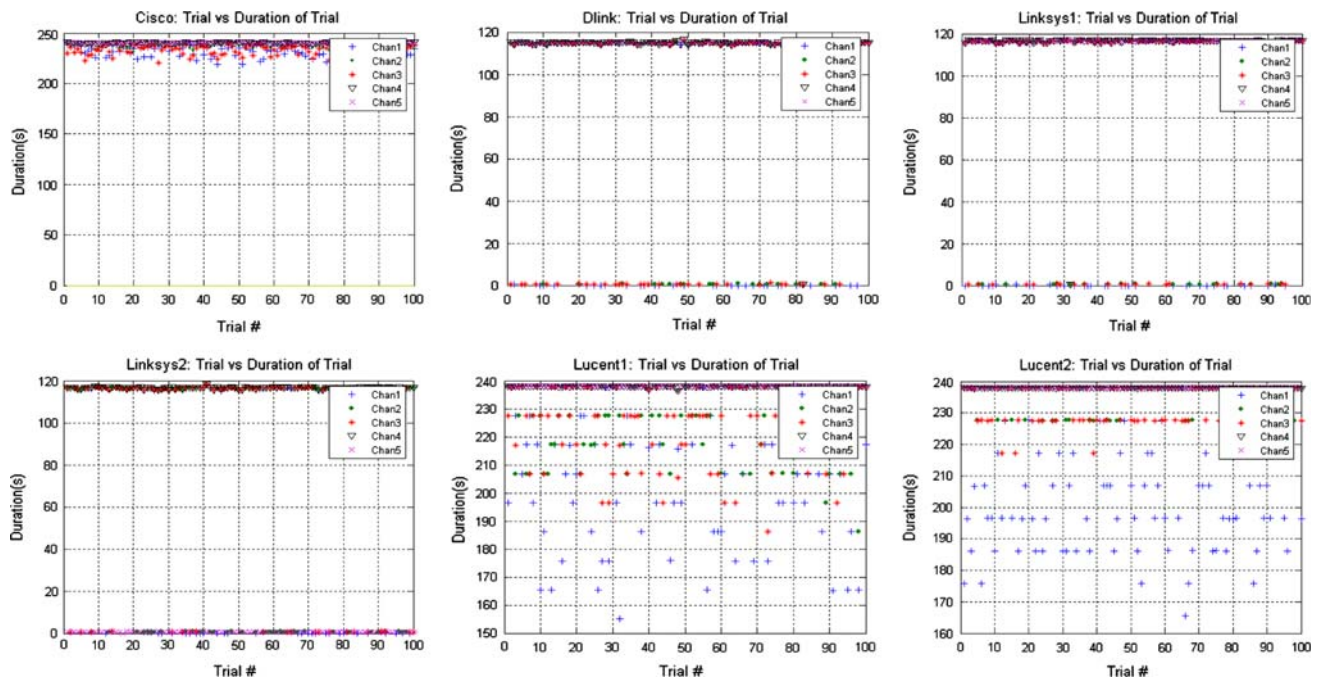 Cisco: Trial vs Duration of Trial
250
200
150
100
50
0
Duration(s)
0 10 20 30 40 50 60 70 80 90 100
Trial #
Chan1
Chan2
Chan3
Chan4
Chan5
Dlink: Trial vs Duration of Trial
120
100
80
60
40
20
0
Duration(s)
0 10 20 30 40 50 60 70 80 90 100
Trial #
Chan1
Chan2
Chan3
Chan4
Chan5
Linksys1: Trial vs Duration of Trial
120
100
80
60
40
20
0
Duration(s)
0 10 20 30 40 50 60 70 80 90 100
Trial #
Chan1
Chan2
Chan3
Chan4
Chan5
Linksys2: Trial vs Duration of Trial
120
100
80
60
40
20
0
Duration(s)
0 10 20 30 40 50 60 70 80 90 100
Trial #
Chan1
Chan2
Chan3
Chan4
Chan5
Lucent1: Trial vs Duration of Trial
240
230
220
210
200
190
180
170
160
150
Duration(s)
0 10 20 30 40 50 60 70 80 90 100
Trial #
Chan1
Chan2
Chan3
Chan4
Chan5
Lucent2: Trial vs Duration of Trial
240
230
220
210
200
190
180
170
160
Duration(s)
0 10 20 30 40 50 60 70 80 90 100
Trial #
Chan1
Chan2
Chan3
Chan4
Chan5